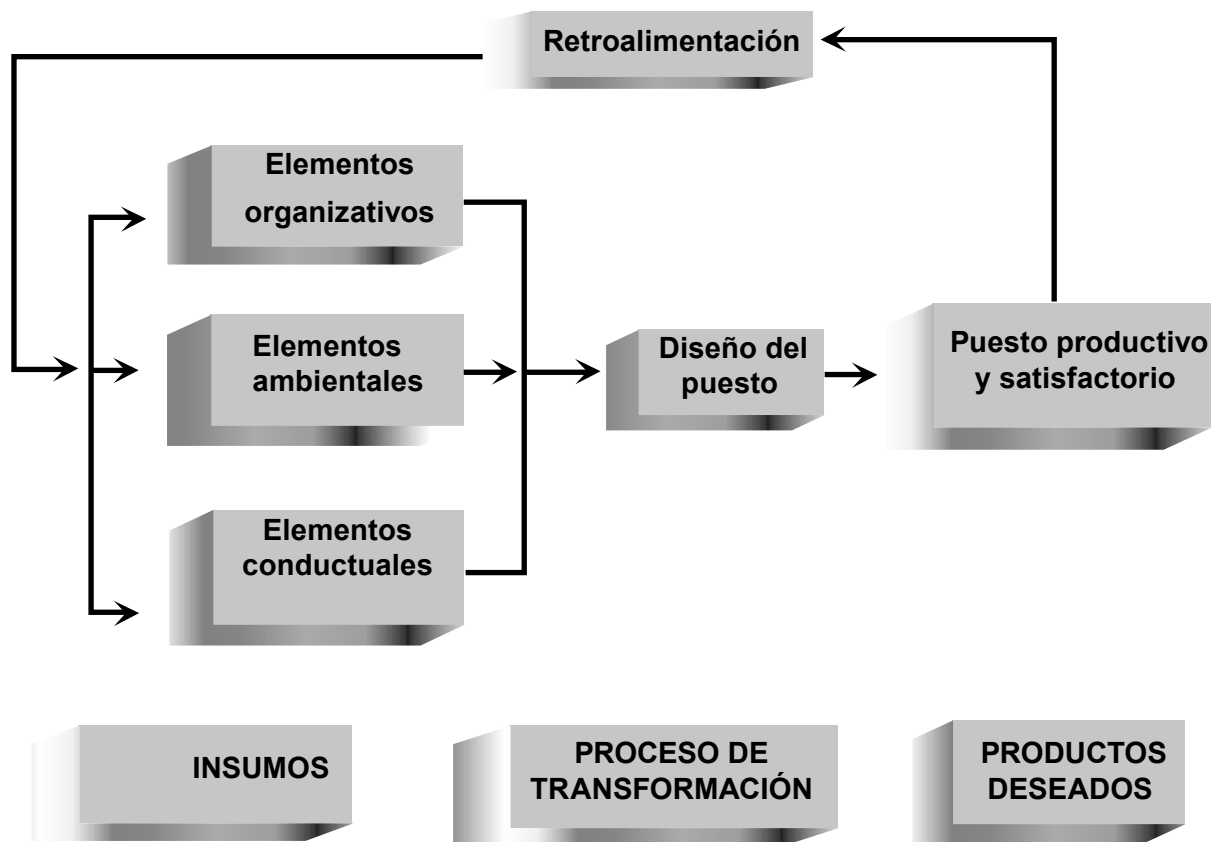 Retroalimentación
Elementos
organizativos
Elementos
ambientales
Diseño del
puesto
Puesto productivo
y satisfactorio
Elementos
conductuales
INSUMOS
PROCESO DE
TRANSFORMACIÓN
PRODUCTOS
DESEADOS